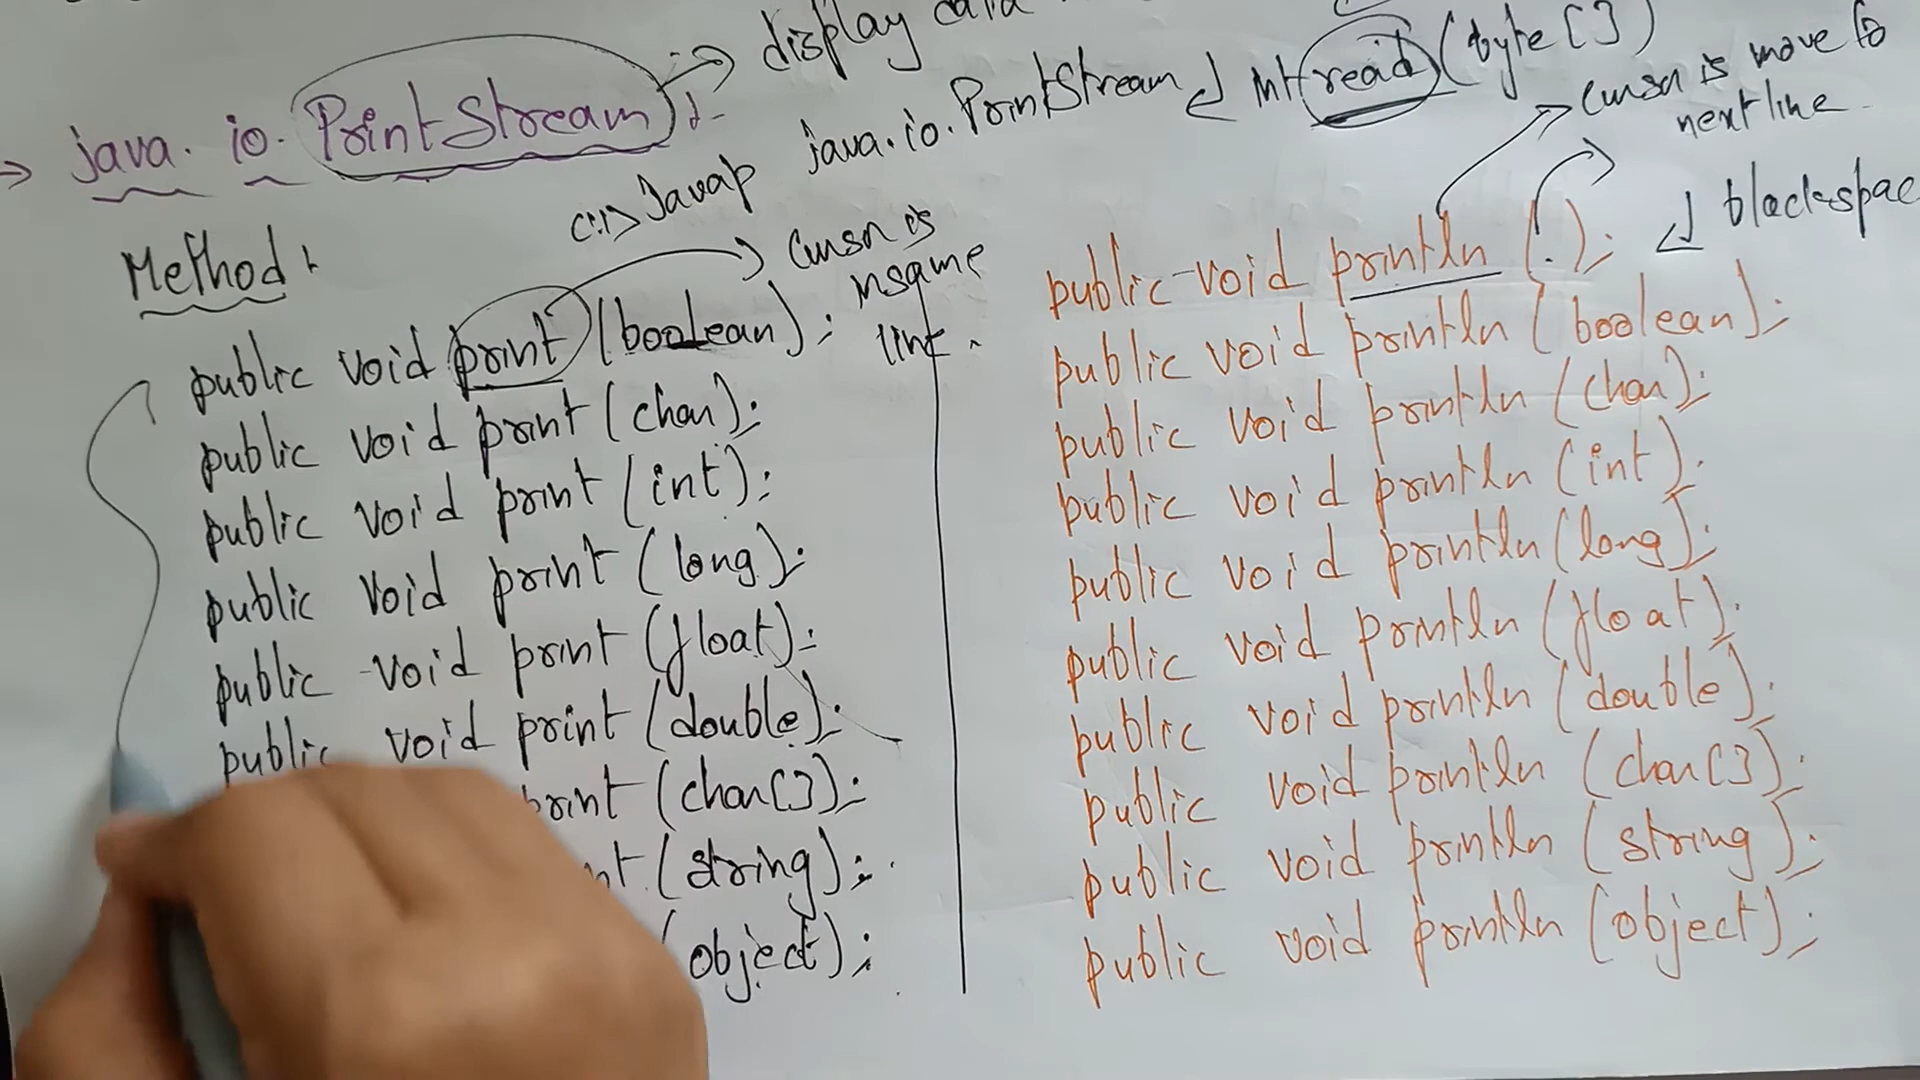 display data
→ java.io.PrintStream :-
java.io.PrintStream ↲ int read (byte[])
cursor is move to
next line.
c:\> Javap
↲ blackspac
Method :
cursor is
in same
line.
public void print (boolean);
public void print (char);
public void print (int);
public void print (long);
public void print (float);
public void print (double);
print (char[]);
nt (string);
(object);
public void println (.);
public void println (boolean);
public void println (char);
public void println (int);
public void println (long);
public void println (float);
public void println (double);
public void println (char[]);
public void println (string);
public void println (object);